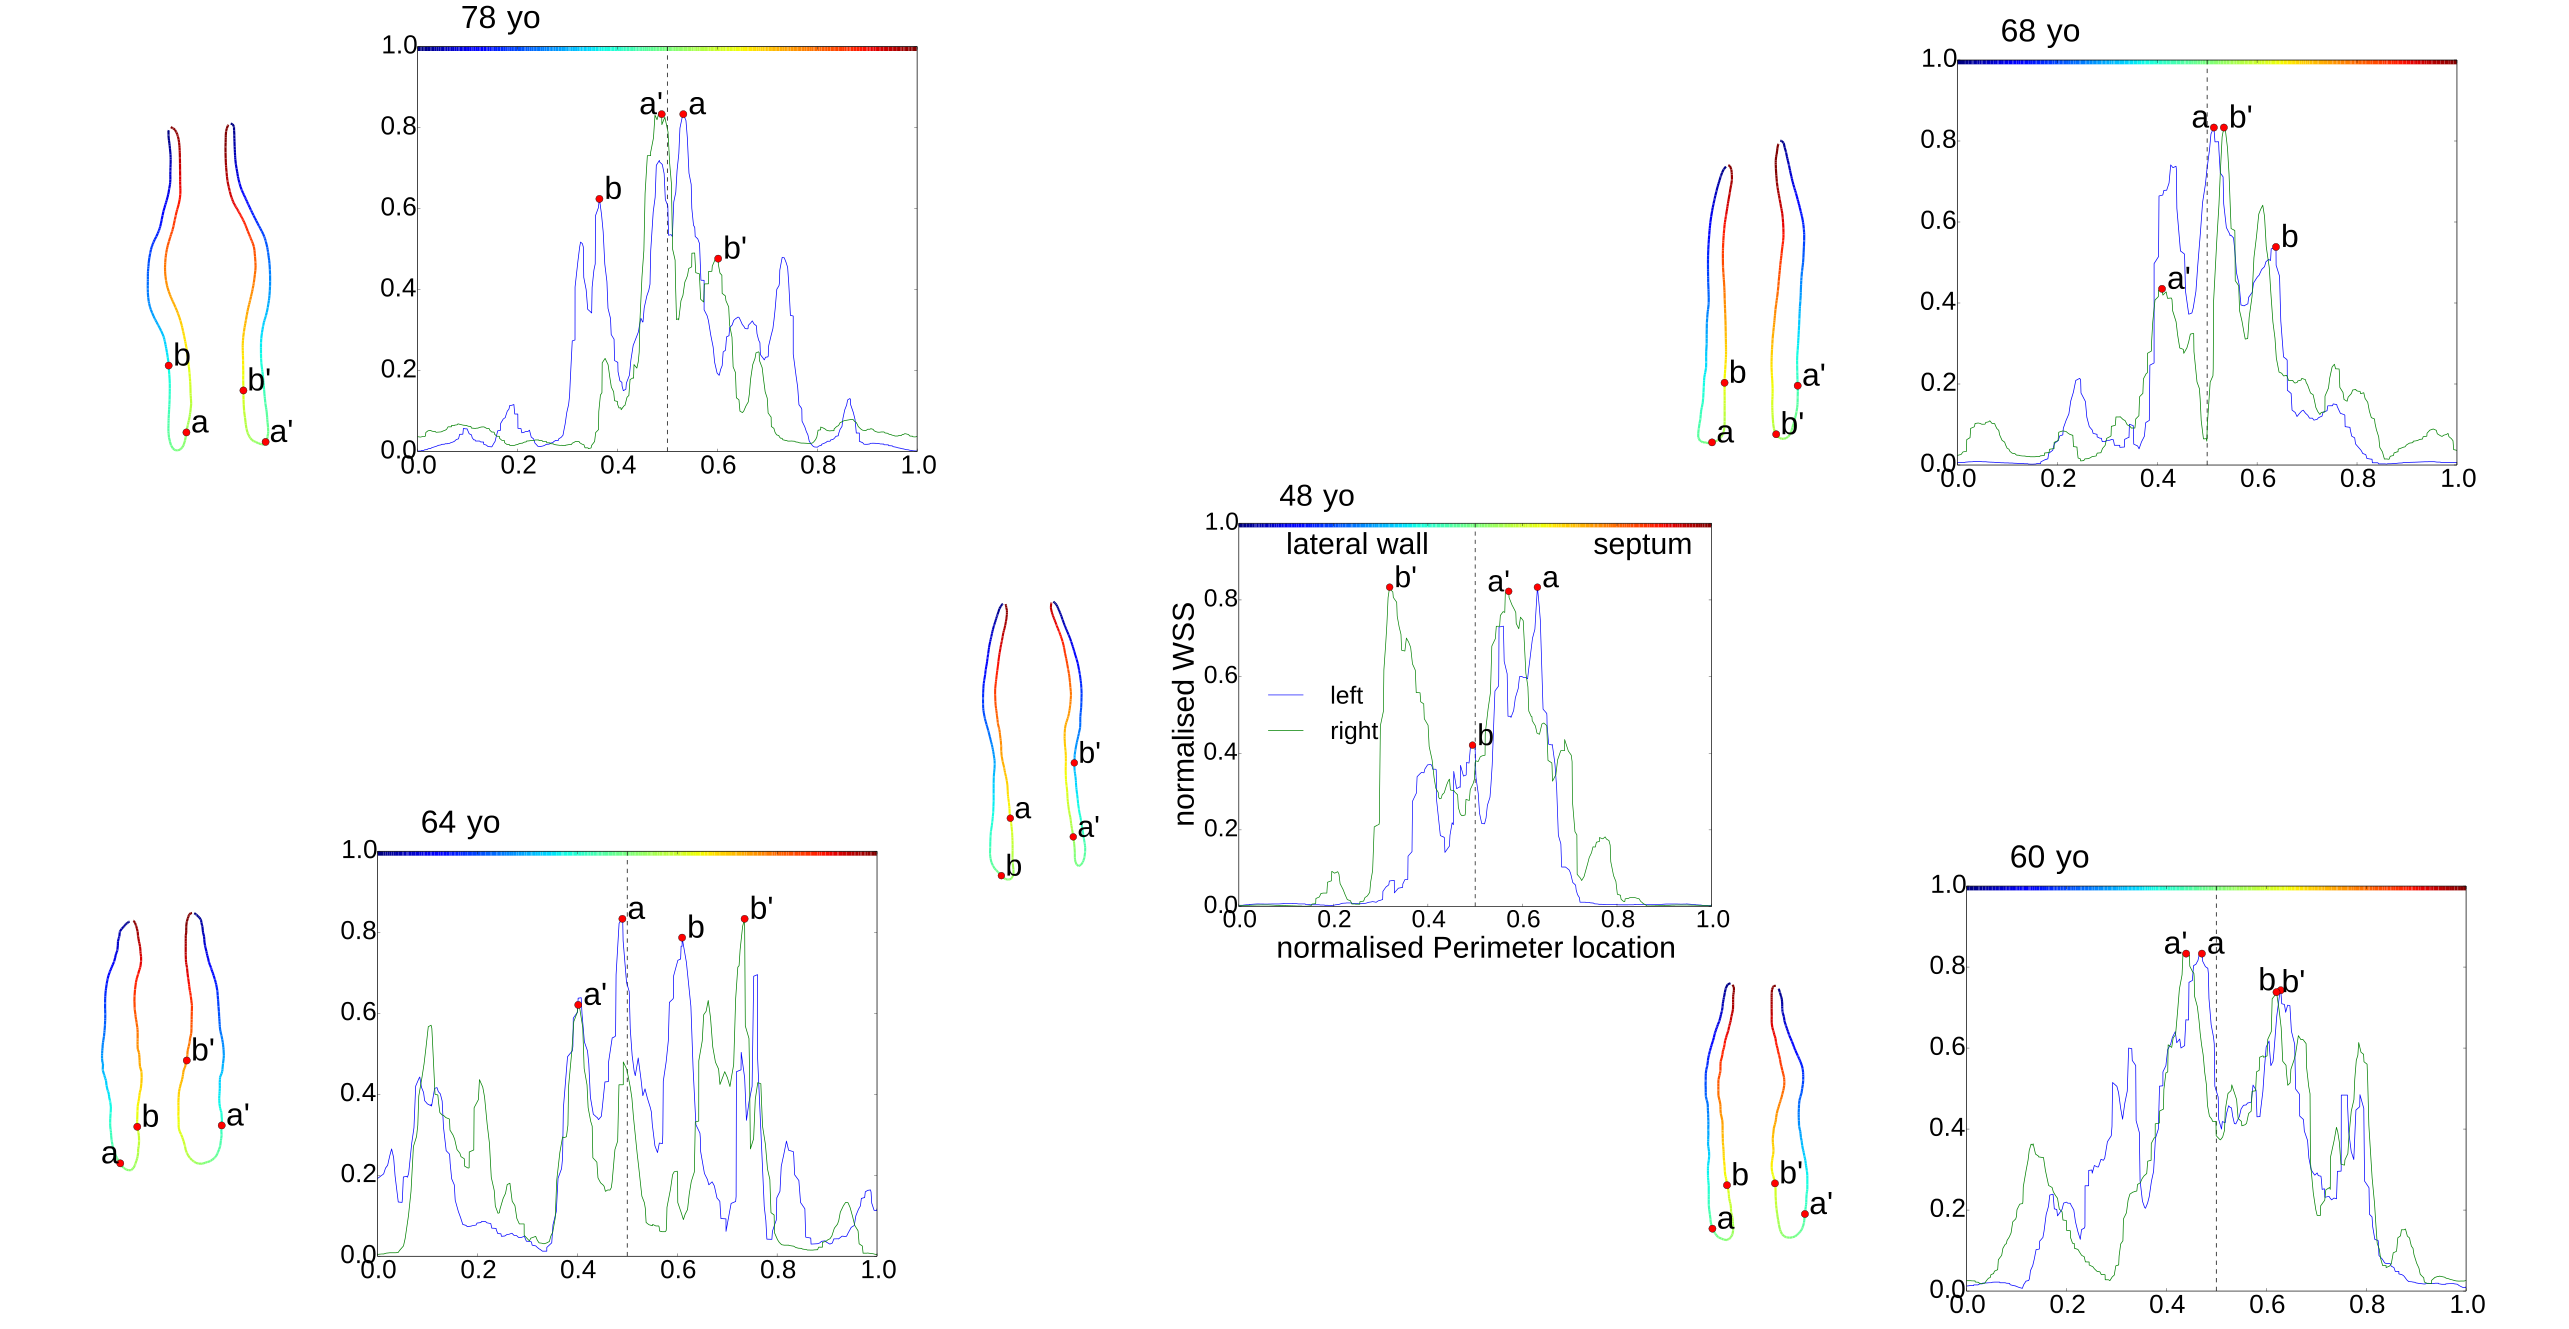 78 yo
1.0
0.8
0.6
0.4
0.2
0.0
0.0 0.2 0.4 0.6 0.8 1.0
a' a
b
b'
b
b'
a
a'
68 yo
1.0
0.8
0.6
0.4
0.2
0.0
0.0 0.2 0.4 0.6 0.8 1.0
a b'
b
a'
b
a'
a
b'
48 yo
1.0
0.8
0.6
0.4
0.2
0.0
0.0 0.2 0.4 0.6 0.8 1.0
lateral wall septum
b' a' a
b
left
right
normalised WSS
normalised Perimeter location
b'
a
a'
b
64 yo
1.0
0.8
0.6
0.4
0.2
0.0
0.0 0.2 0.4 0.6 0.8 1.0
a b b'
a'
b'
b
a'
a
60 yo
1.0
0.8
0.6
0.4
0.2
0.0
0.0 0.2 0.4 0.6 0.8 1.0
a' a
b b'
b b'
a a'